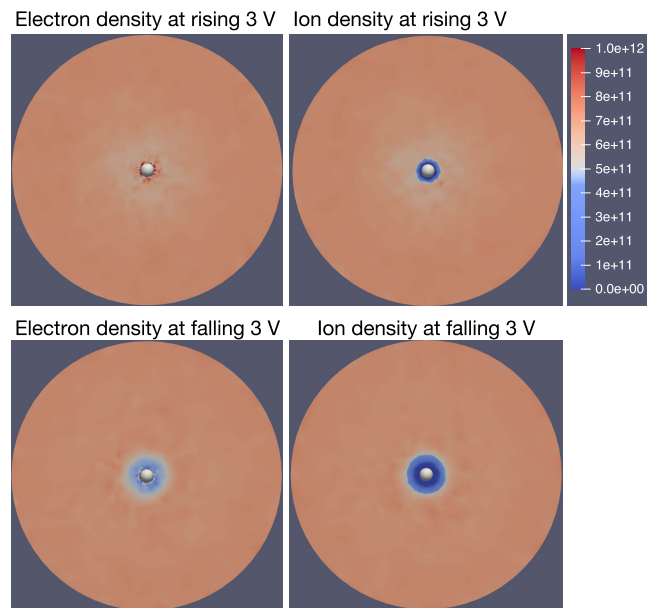 Electron density at rising 3 V
Ion density at rising 3 V
1.0e+12
9e+11
8e+11
7e+11
6e+11
5e+11
4e+11
3e+11
2e+11
1e+11
0.0e+00
Electron density at falling 3 V
Ion density at falling 3 V